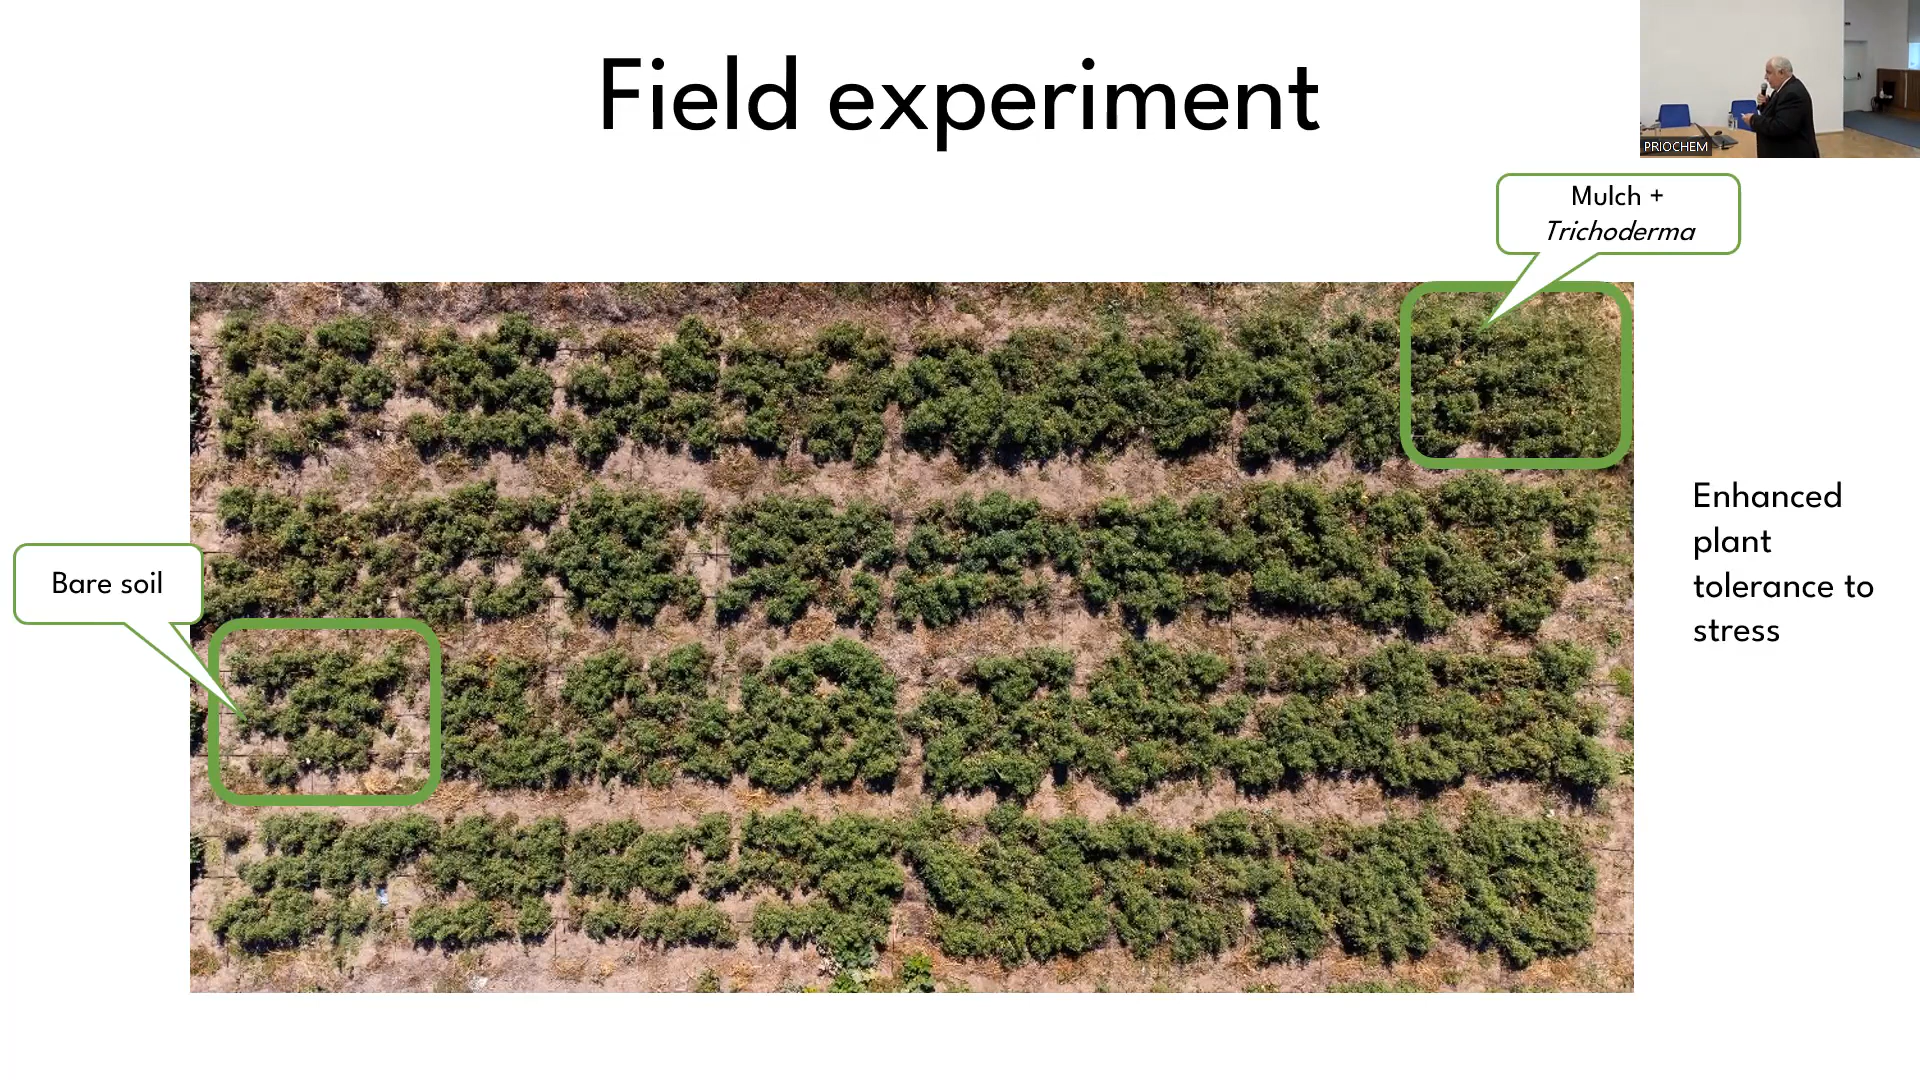 Field experiment
PRIOCHEM
Mulch +
Trichoderma
Bare soil
Enhanced
plant
tolerance to
stress